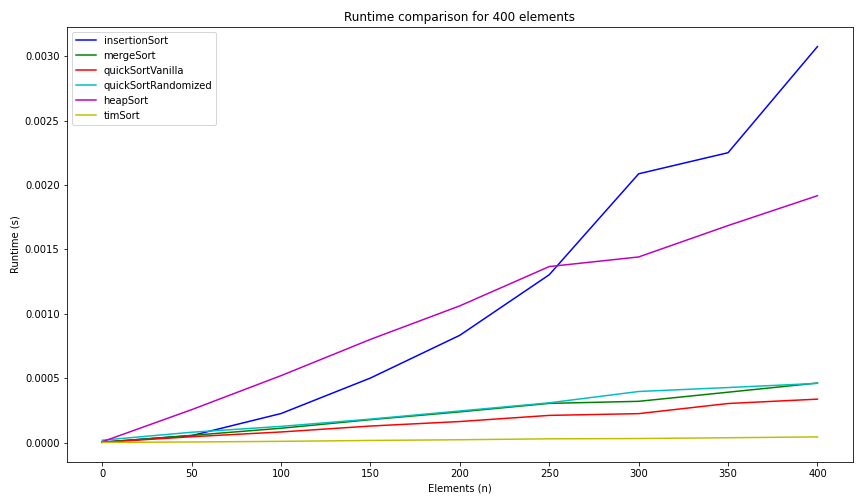 Runtime comparison for 400 elements
insertionSort
mergeSort
quickSortVanilla
quickSortRandomized
heapSort
timSort
Runtime (s)
0.0030
0.0025
0.0020
0.0015
0.0010
0.0005
0.0000
0 50 100 150 200 250 300 350 400
Elements (n)